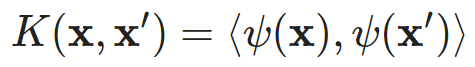 K(𝐱, 𝐱′) = ⟨ψ(𝐱), ψ(𝐱′)⟩